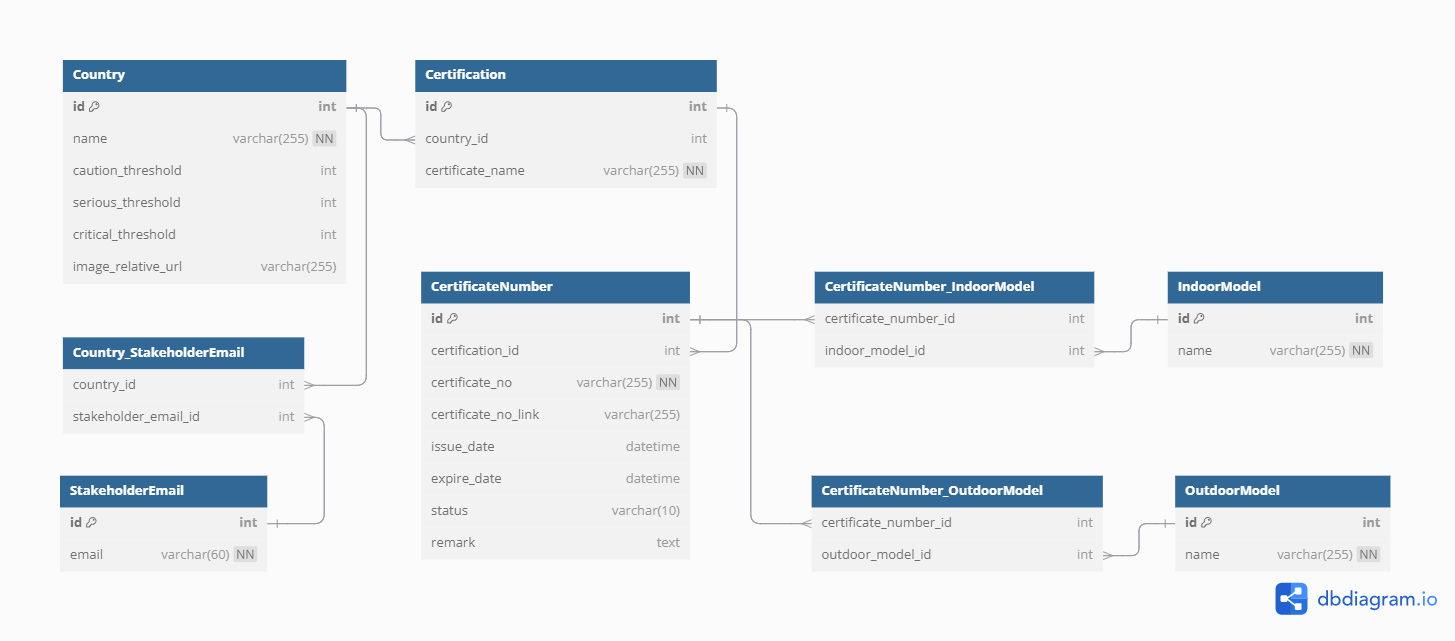 Country
id int
name varchar(255) NN
caution_threshold int
serious_threshold int
critical_threshold int
image_relative_url varchar(255)
Certification
id int
country_id int
certificate_name varchar(255) NN
CertificateNumber
id int
certification_id int
certificate_no varchar(255) NN
certificate_no_link varchar(255)
issue_date datetime
expire_date datetime
status varchar(10)
remark text
CertificateNumber_IndoorModel
certificate_number_id int
indoor_model_id int
IndoorModel
id int
name varchar(255) NN
Country_StakeholderEmail
country_id int
stakeholder_email_id int
StakeholderEmail
id int
email varchar(60) NN
CertificateNumber_OutdoorModel
certificate_number_id int
outdoor_model_id int
OutdoorModel
id int
name varchar(255) NN
dbdiagram.io